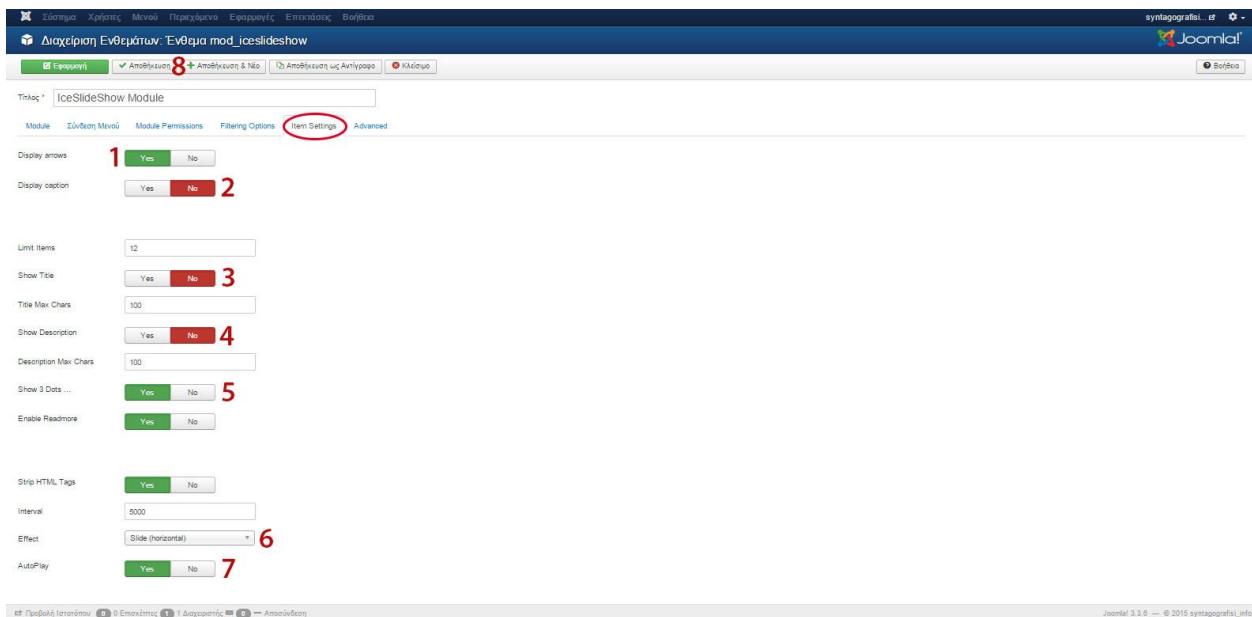 Σύστημα Χρήστες Μενού Περιεχόμενο Εφαρμογές Επεκτάσεις Βοήθεια syntagografisi...
Διαχείριση Ενθεμάτων: Ένθεμα mod_iceslideshow Joomla!®
Εφαρμογή Αποθήκευση 8 Αποθήκευση & Νέο Αποθήκευση ως Αντίγραφο Κλείσιμο Βοήθεια
Τίτλος * IceSlideShow Module
Module Σύνδεση Μενού Module Permissions Filtering Options Item Settings Advanced
Display arrows 1 Yes No
Display caption Yes No 2
Limit Items 12
Show Title Yes No 3
Title Max Chars 100
Show Description Yes No 4
Description Max Chars 100
Show 3 Dots ... Yes No 5
Enable Readmore Yes No
Strip HTML Tags Yes No
Interval 5000
Effect Slide (horizontal) 6
AutoPlay Yes No 7
Προβολή Ιστοτόπου 0 0 Επισκέπτες 1 1 Διαχειριστής 0 — Αποσύνδεση Joomla! 3.3.6 — © 2015 syntagografisi_info